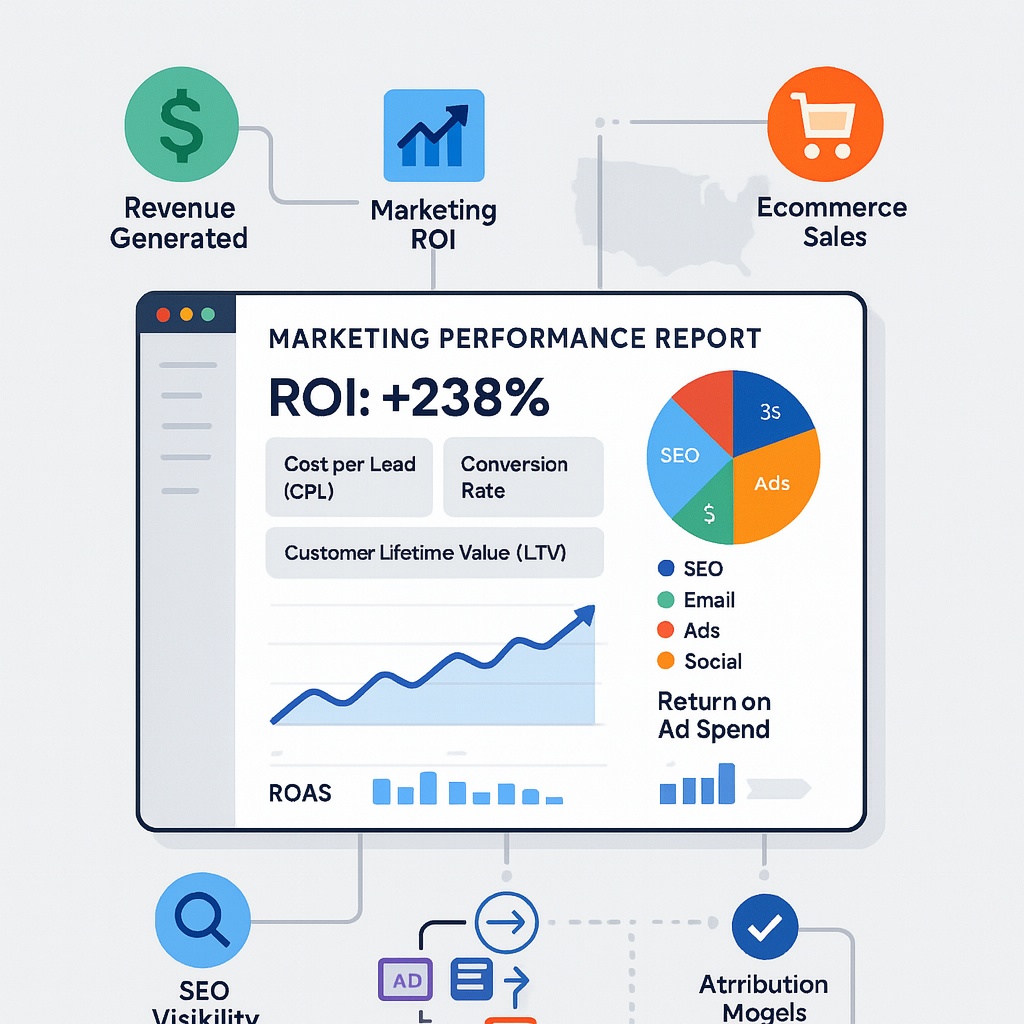 $
Revenue
Generated
Marketing
ROI
Ecommerce
Sales
MARKETING PERFORMANCE REPORT
ROI: +238%
Cost per Lead
(CPL)
Conversion
Rate
Customer Lifetime Value (LTV)
3s
SEO
Ads
$
SEO
Email
Ads
Social
Return on
Ad Spend
ROAS
AD
SEO
Visikility
Atrribution
Mogels